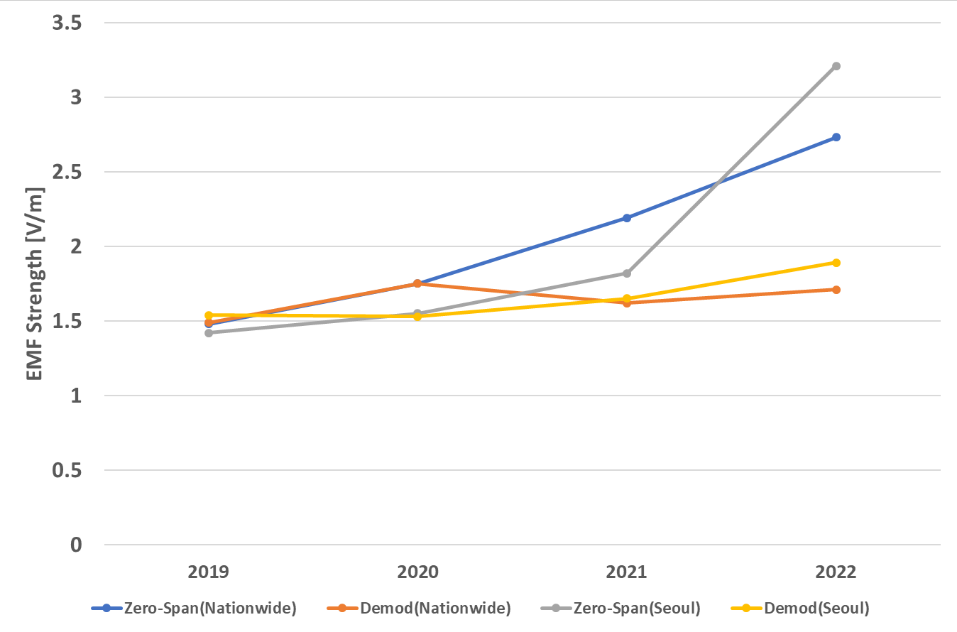 3.5
3
2.5
2
1.5
1
0.5
0
EMF Strength [V/m]
2019 2020 2021 2022
Zero-Span(Nationwide) Demod(Nationwide) Zero-Span(Seoul) Demod(Seoul)